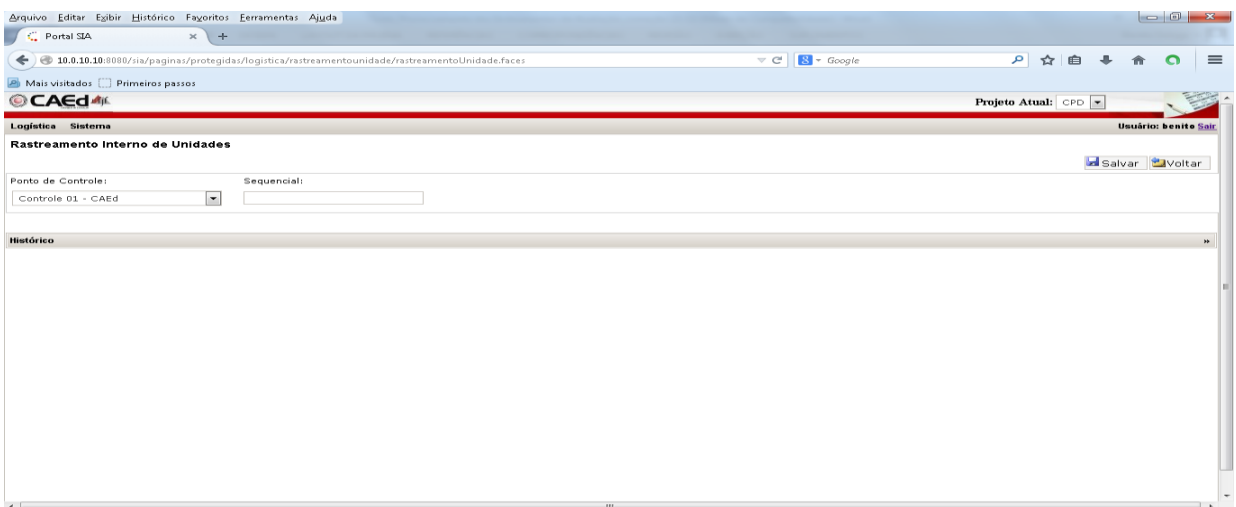 Arquivo Editar Exibir Histórico Favoritos Ferramentas Ajuda
Portal SIA × +
10.0.10.10:8080/sia/paginas/protegidas/logistica/rastreamentounidade/rastreamentoUnidade.faces
Google
Mais visitados Primeiros passos
CAEd
Projeto Atual: CPD
Logística Sistema
Usuário: benito Sair
Rastreamento Interno de Unidades
Salvar Voltar
Ponto de Controle: Sequencial:
Controle 01 - CAEd
Histórico »